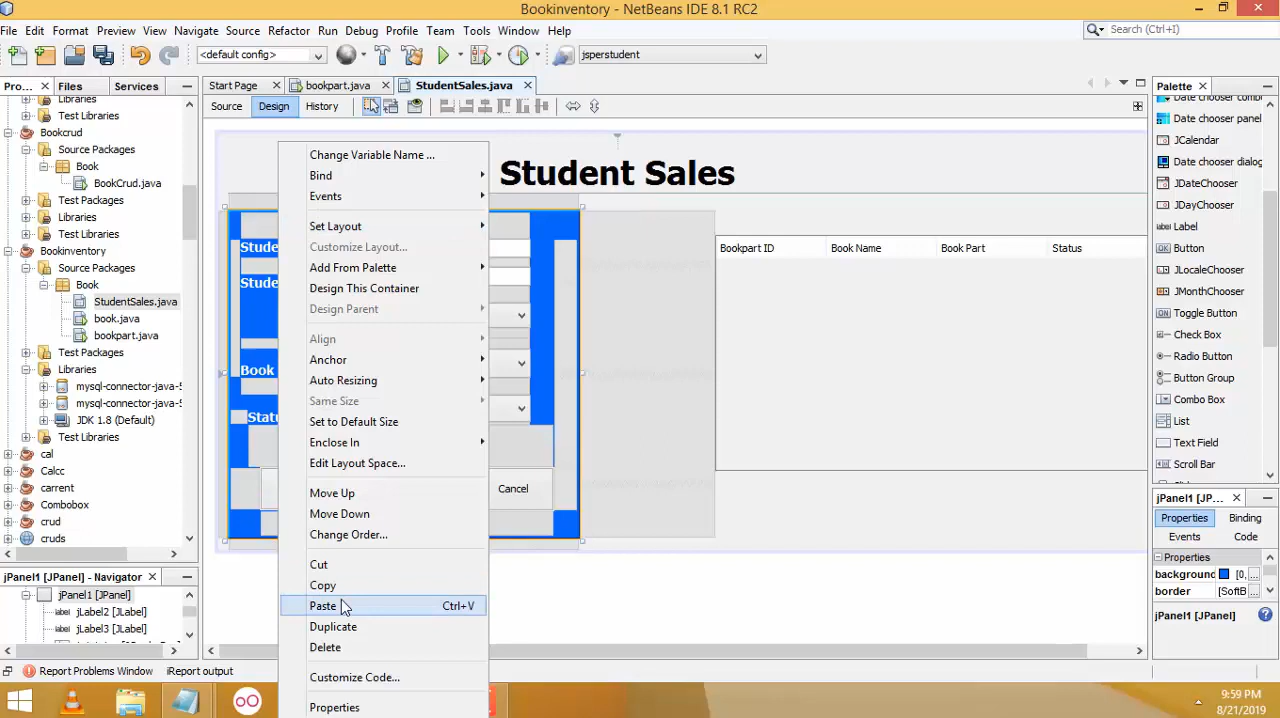 Bookinventory - NetBeans IDE 8.1 RC2
File Edit Format Preview View Navigate Source Refactor Run Debug Profile Team Tools Window Help
Search (Ctrl+I)
<default config>
jsperstudent
Pro...
Files
Services
Start Page
bookpart.java
StudentSales.java
Palette
Source
Design
History
Libraries
Test Libraries
Bookcrud
Source Packages
Book
BookCrud.java
Test Packages
Libraries
Test Libraries
Bookinventory
Source Packages
Book
StudentSales.java
book.java
bookpart.java
Test Packages
Libraries
mysql-connector-java-5
mysql-connector-java-5
JDK 1.8 (Default)
Test Libraries
cal
Calcc
carrent
Combobox
crud
cruds
jPanel1 [JPanel] - Navigator
jPanel1 [JPanel]
jLabel2 [JLabel]
jLabel3 [JLabel]
Student Sales
Stude
Stude
Book
Statu
Cancel
Bookpart ID
Book Name
Book Part
Status
Change Variable Name ...
Bind
Events
Set Layout
Customize Layout...
Add From Palette
Design This Container
Design Parent
Align
Anchor
Auto Resizing
Same Size
Set to Default Size
Enclose In
Edit Layout Space...
Move Up
Move Down
Change Order...
Cut
Copy
Paste Ctrl+V
Duplicate
Delete
Customize Code...
Properties
Date chooser combo
Date chooser panel
JCalendar
Date chooser dialog
JDateChooser
JDayChooser
label Label
OK Button
JLocaleChooser
JMonthChooser
ON Toggle Button
Check Box
Radio Button
Button Group
Combo Box
List
Text Field
Scroll Bar
jPanel1 [JP...
Properties
Binding
Events
Code
Properties
background [0,
border [SoftB
jPanel1 [JPanel]
Report Problems Window
iReport output
9:59 PM
8/21/2019